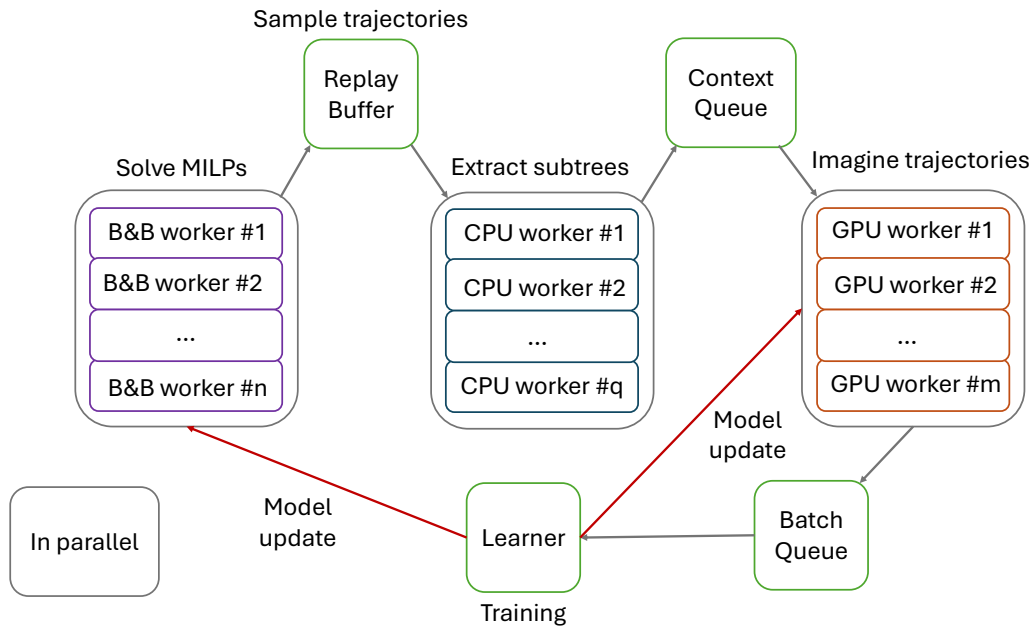 Sample trajectories
Replay
Buffer
Context
Queue
Solve MILPs
B&B worker #1
B&B worker #2
...
B&B worker #n
Extract subtrees
CPU worker #1
CPU worker #2
...
CPU worker #q
Imagine trajectories
GPU worker #1
GPU worker #2
...
GPU worker #m
Model
update
Model
update
In parallel
Learner
Training
Batch
Queue